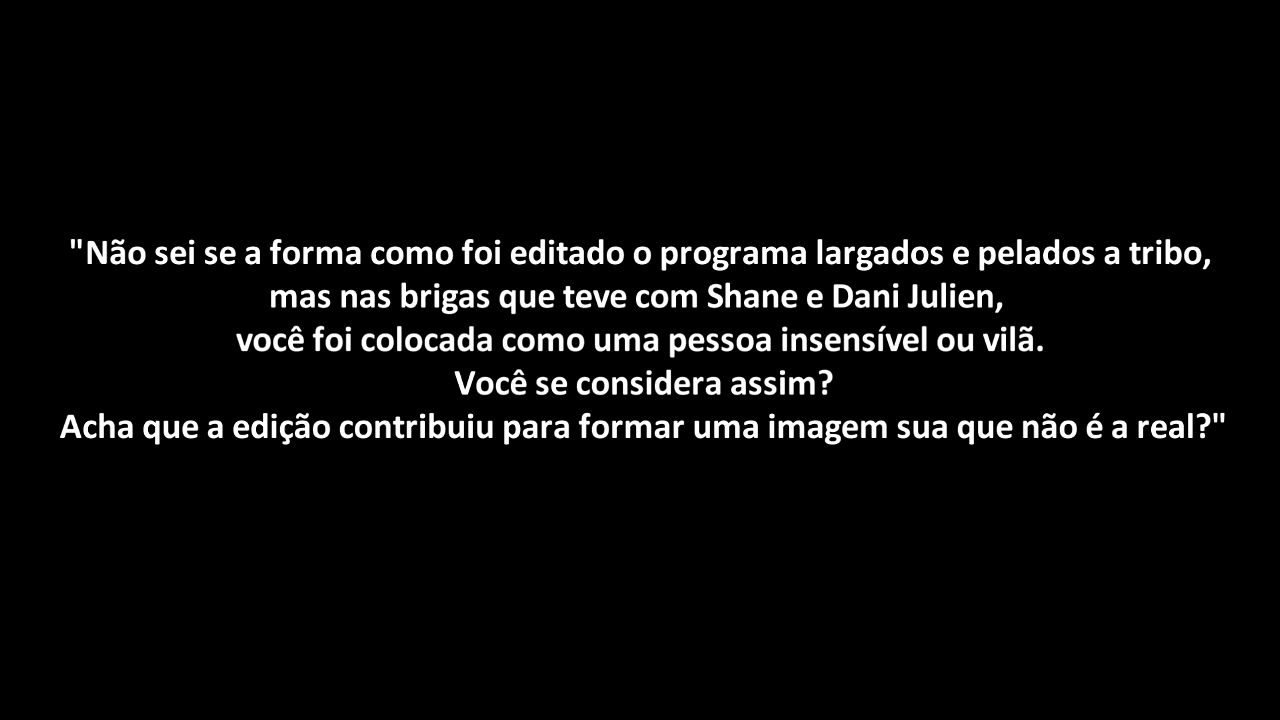 "Não sei se a forma como foi editado o programa largados e pelados a tribo,
mas nas brigas que teve com Shane e Dani Julien,
você foi colocada como uma pessoa insensível ou vilã.
Você se considera assim?
Acha que a edição contribuiu para formar uma imagem sua que não é a real?"